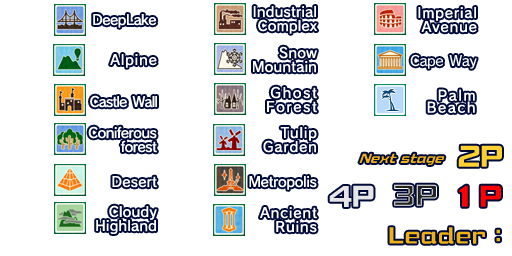 DeepLake
Alpine
Castle Wall
Coniferous
forest
Desert
Cloudy
Highland
Industrial
Complex
Snow
Mountain
Ghost
Forest
Tulip
Garden
Metropolis
Ancient
Ruins
Imperial
Avenue
Cape Way
Palm
Beach
Next stage 2P
4P 3P 1P
Leader :